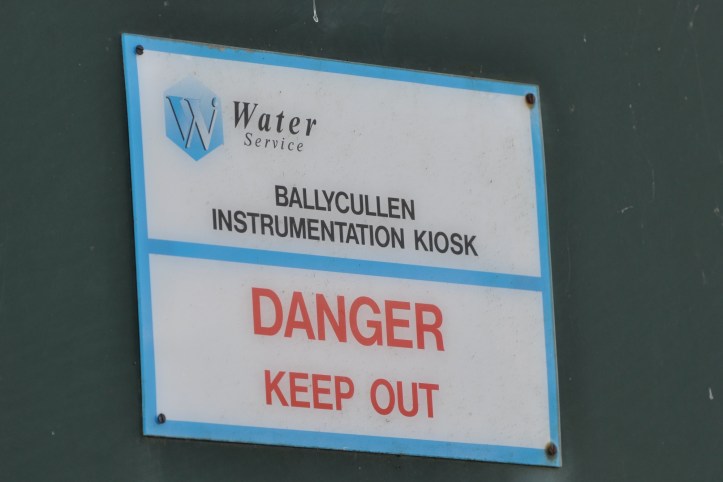 W
Water
Service
BALLYCULLEN
INSTRUMENTATION KIOSK
DANGER
KEEP OUT